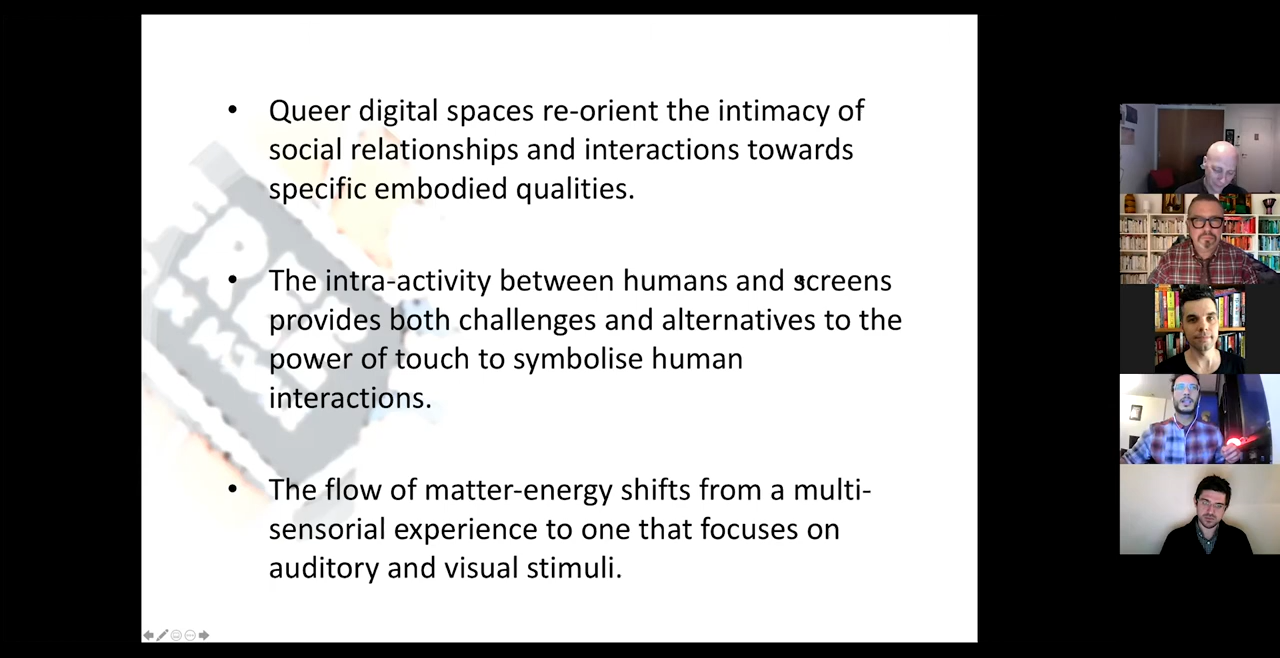 • Queer digital spaces re-orient the intimacy of
social relationships and interactions towards
specific embodied qualities.
• The intra-activity between humans and screens
provides both challenges and alternatives to the
power of touch to symbolise human
interactions.
• The flow of matter-energy shifts from a multi-
sensorial experience to one that focuses on
auditory and visual stimuli.